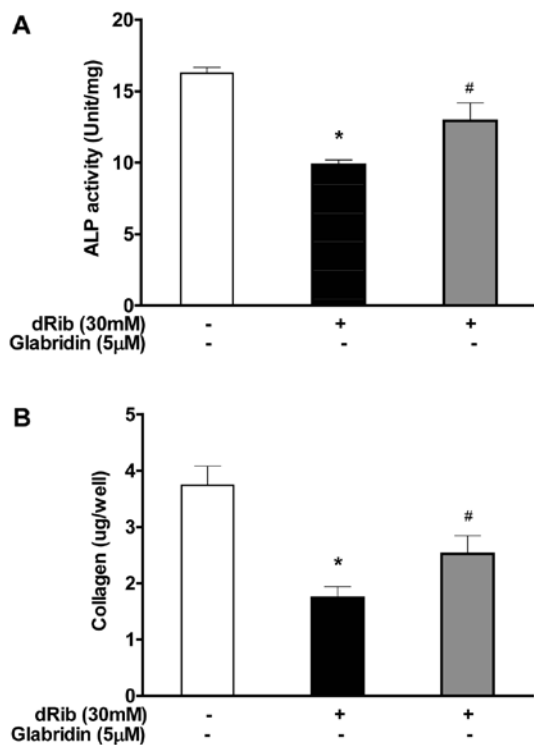 A
ALP activity (Unit/mg)
20
15
10
5
0
*
#
dRib (30mM) - + +
Glabridin (5μM) - - -
B
Collagen (ug/well)
5
4
3
2
1
0
*
#
dRib (30mM) - + +
Glabridin (5μM) - - -